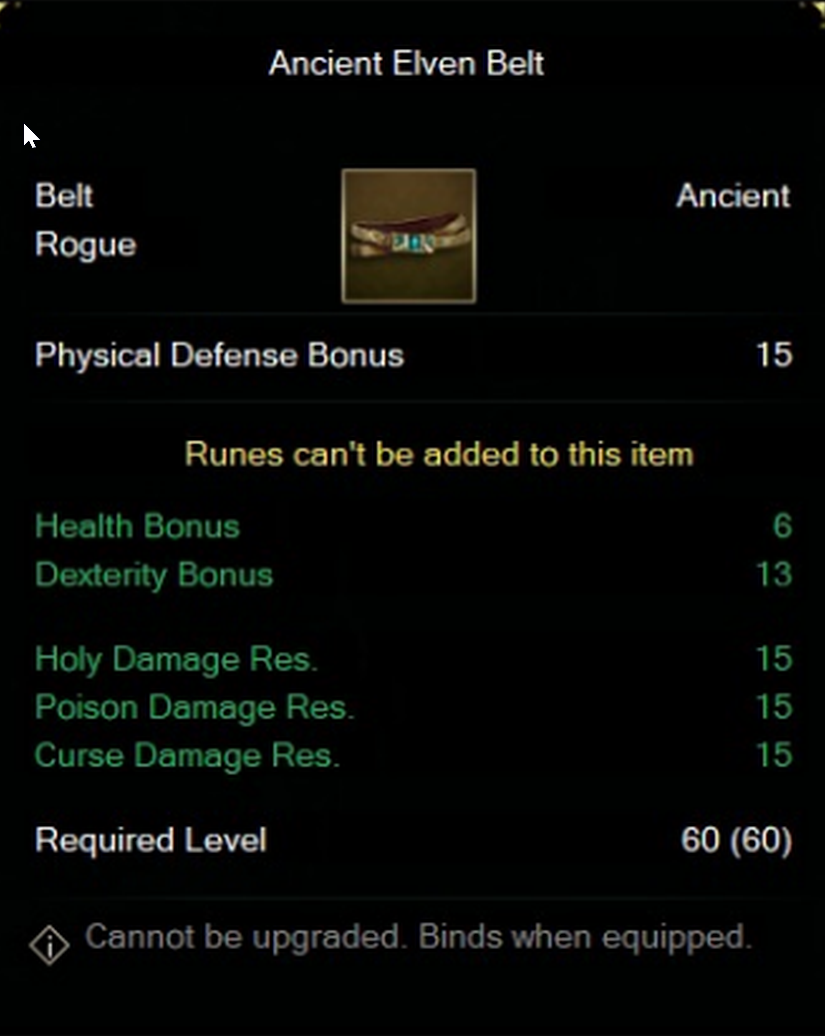 Ancient Elven Belt
Belt
Ancient
Rogue
Physical Defense Bonus 15
Runes can't be added to this item
Health Bonus 6
Dexterity Bonus 13
Holy Damage Res. 15
Poison Damage Res. 15
Curse Damage Res. 15
Required Level 60 (60)
Cannot be upgraded. Binds when equipped.